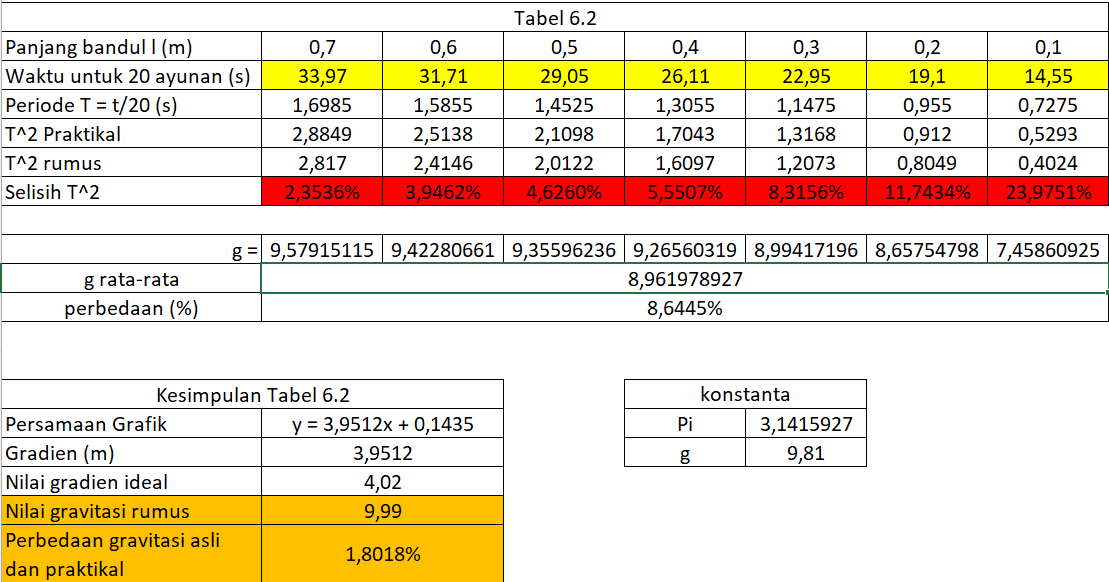 Tabel 6.2
Panjang bandul l (m) 0,7 0,6 0,5 0,4 0,3 0,2 0,1
Waktu untuk 20 ayunan (s) 33,97 31,71 29,05 26,11 22,95 19,1 14,55
Periode T = t/20 (s) 1,6985 1,5855 1,4525 1,3055 1,1475 0,955 0,7275
T^2 Praktikal 2,8849 2,5138 2,1098 1,7043 1,3168 0,912 0,5293
T^2 rumus 2,817 2,4146 2,0122 1,6097 1,2073 0,8049 0,4024
Selisih T^2 2,3536% 3,9462% 4,6260% 5,5507% 8,3156% 11,7434% 23,9751%
g = 9,57915115 9,42280661 9,35596236 9,26560319 8,99417196 8,65754798 7,45860925
g rata-rata 8,961978927
perbedaan (%) 8,6445%
Kesimpulan Tabel 6.2
Persamaan Grafik y = 3,9512x + 0,1435
Gradien (m) 3,9512
Nilai gradien ideal 4,02
Nilai gravitasi rumus 9,99
Perbedaan gravitasi asli
dan praktikal 1,8018%
konstanta
Pi 3,1415927
g 9,81